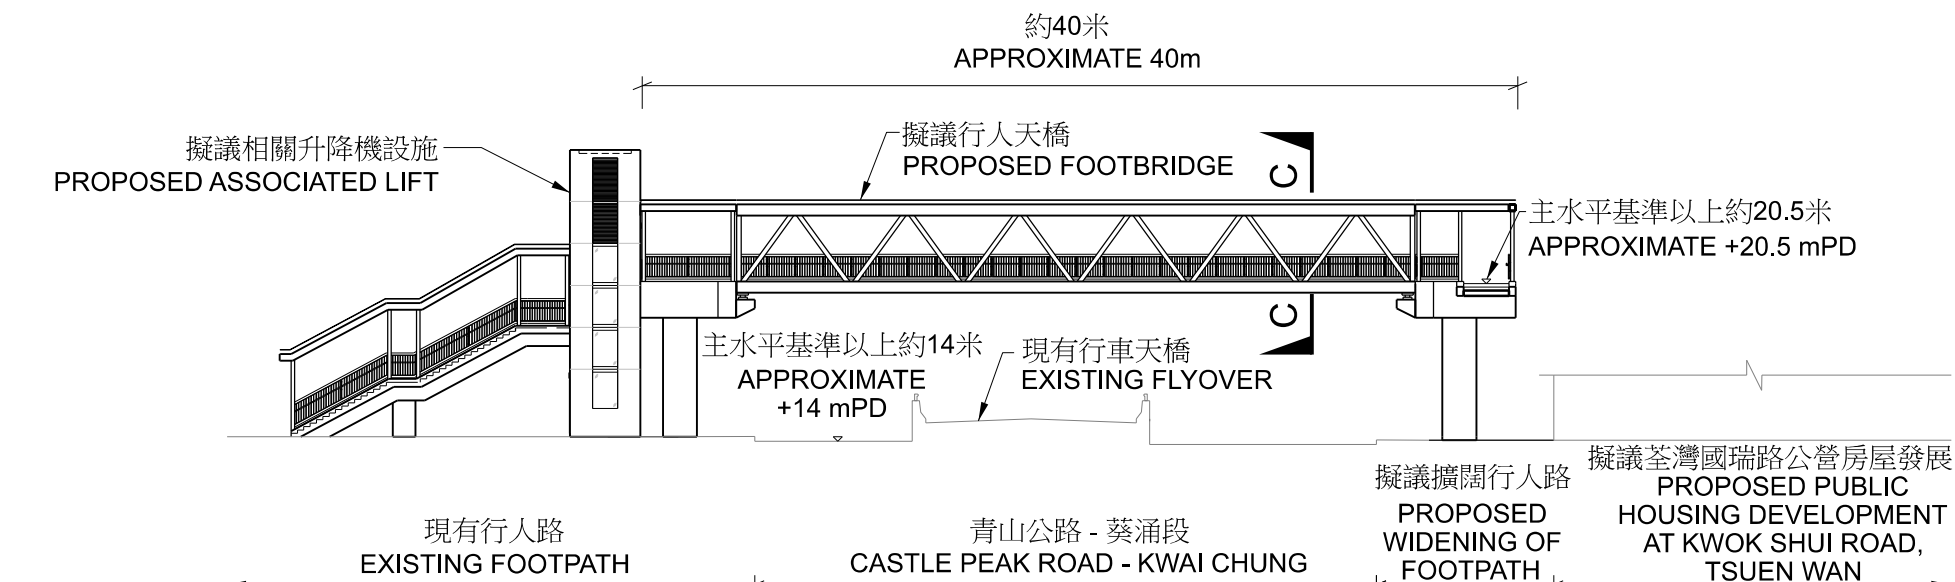 約40米
APPROXIMATE 40m
擬議相關升降機設施
PROPOSED ASSOCIATED LIFT
擬議行人天橋
PROPOSED FOOTBRIDGE
C
C
主水平基準以上約20.5米
APPROXIMATE +20.5 mPD
主水平基準以上約14米
APPROXIMATE
+14 mPD
現有行車天橋
EXISTING FLYOVER
現有行人路
EXISTING FOOTPATH
青山公路 - 葵涌段
CASTLE PEAK ROAD - KWAI CHUNG
擬議擴闊行人路
PROPOSED
WIDENING OF
FOOTPATH
擬議荃灣國瑞路公營房屋發展
PROPOSED PUBLIC
HOUSING DEVELOPMENT
AT KWOK SHUI ROAD,
TSUEN WAN